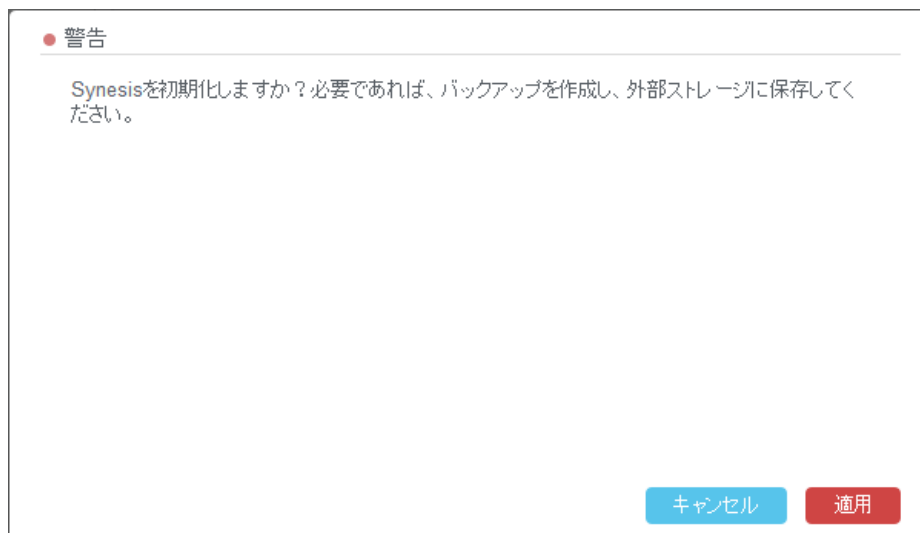 警告
Synesisを初期化しますか？必要であれば、バックアップを作成し、外部ストレージに保存してく
ださい。
キャンセル
適用